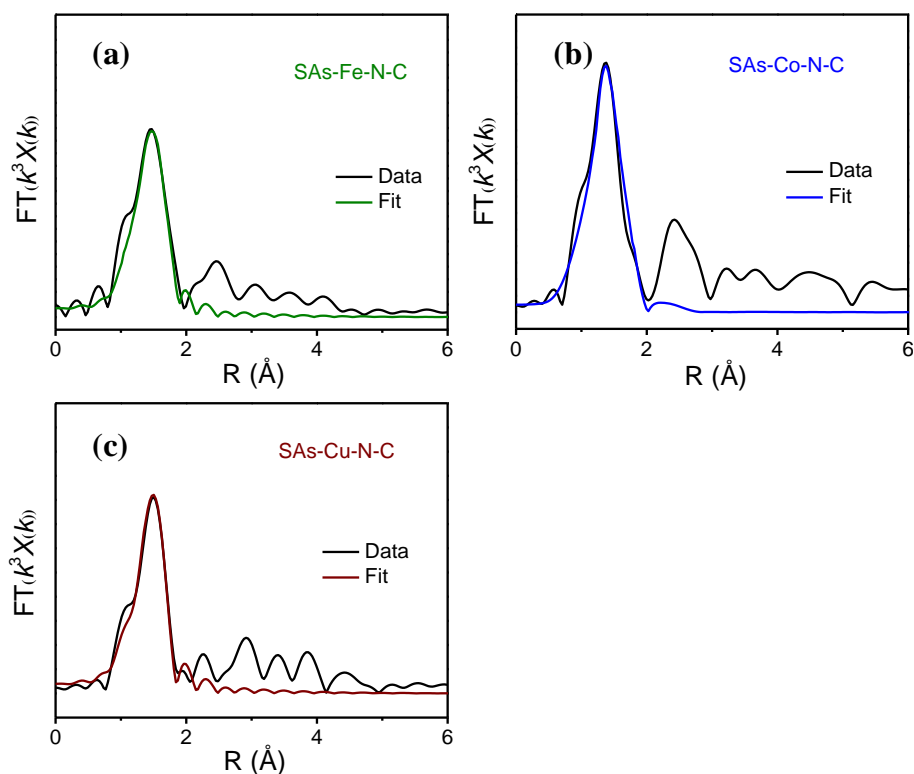 (a)
SAs-Fe-N-C
FT(k³X(k))
Data
Fit
0 2 4 6
R (Å)
(b)
SAs-Co-N-C
FT(k³X(k))
Data
Fit
0 2 4 6
R (Å)
(c)
SAs-Cu-N-C
FT(k³X(k))
Data
Fit
0 2 4 6
R (Å)